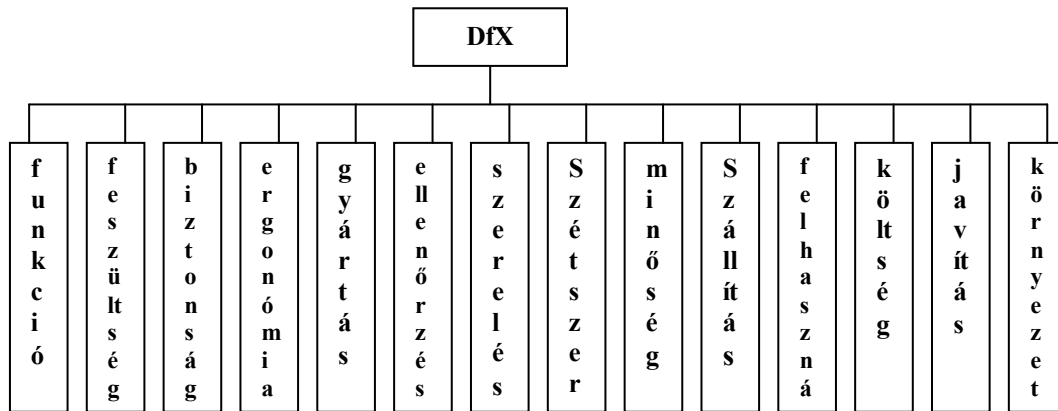 DfX
funkció
feszültség
biztonság
ergonómia
gyártás
ellenőrzés
szerelés
Szétszer
minőség
Szállítás
felhaszná
költség
javítás
környezet